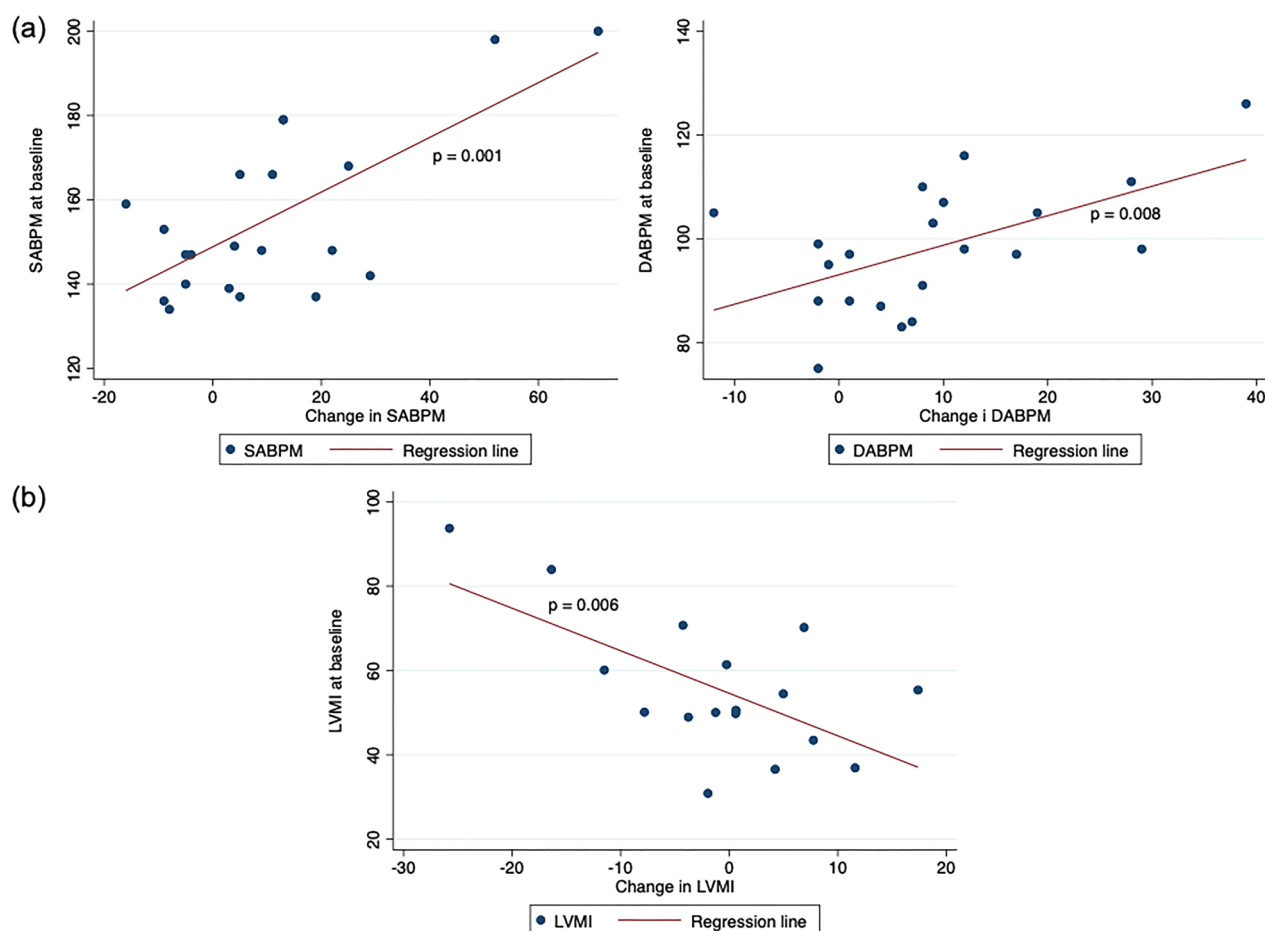 (a)
SABPM at baseline
200
180
160
140
120
p = 0.001
-20 0 20 40 60
Change in SABPM
SABPM Regression line
DABPM at baseline
140
120
100
80
p = 0.008
-10 0 10 20 30 40
Change i DABPM
DABPM Regression line
(b)
LVMI at baseline
100
80
60
40
20
p = 0.006
-30 -20 -10 0 10 20
Change in LVMI
LVMI Regression line